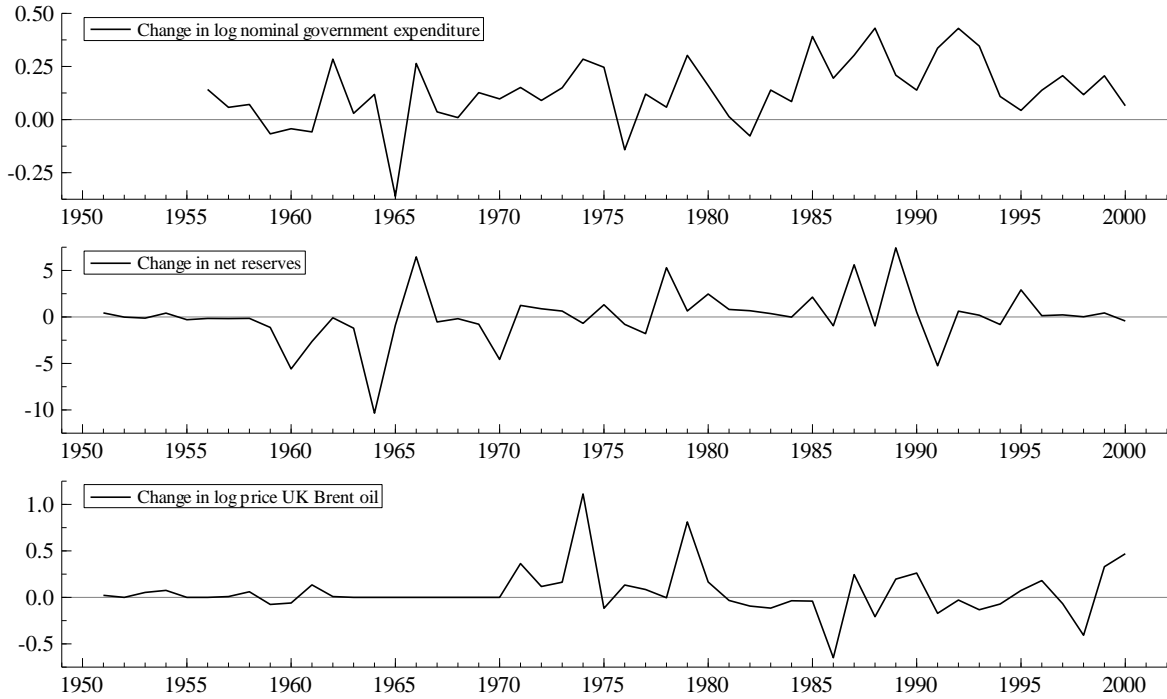 0.50
Change in log nominal government expenditure
0.25
0.00
-0.25
1950 1955 1960 1965 1970 1975 1980 1985 1990 1995 2000
5
Change in net reserves
0
-5
-10
1950 1955 1960 1965 1970 1975 1980 1985 1990 1995 2000
Change in log price UK Brent oil
1.0
0.5
0.0
-0.5
1950 1955 1960 1965 1970 1975 1980 1985 1990 1995 2000